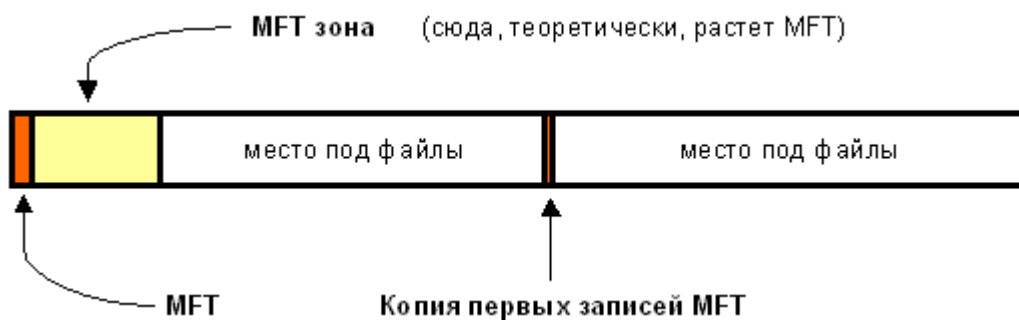 MFT зона (сюда, теоретически, растет MFT)
место под файлы место под файлы
MFT Копия первых записей MFT